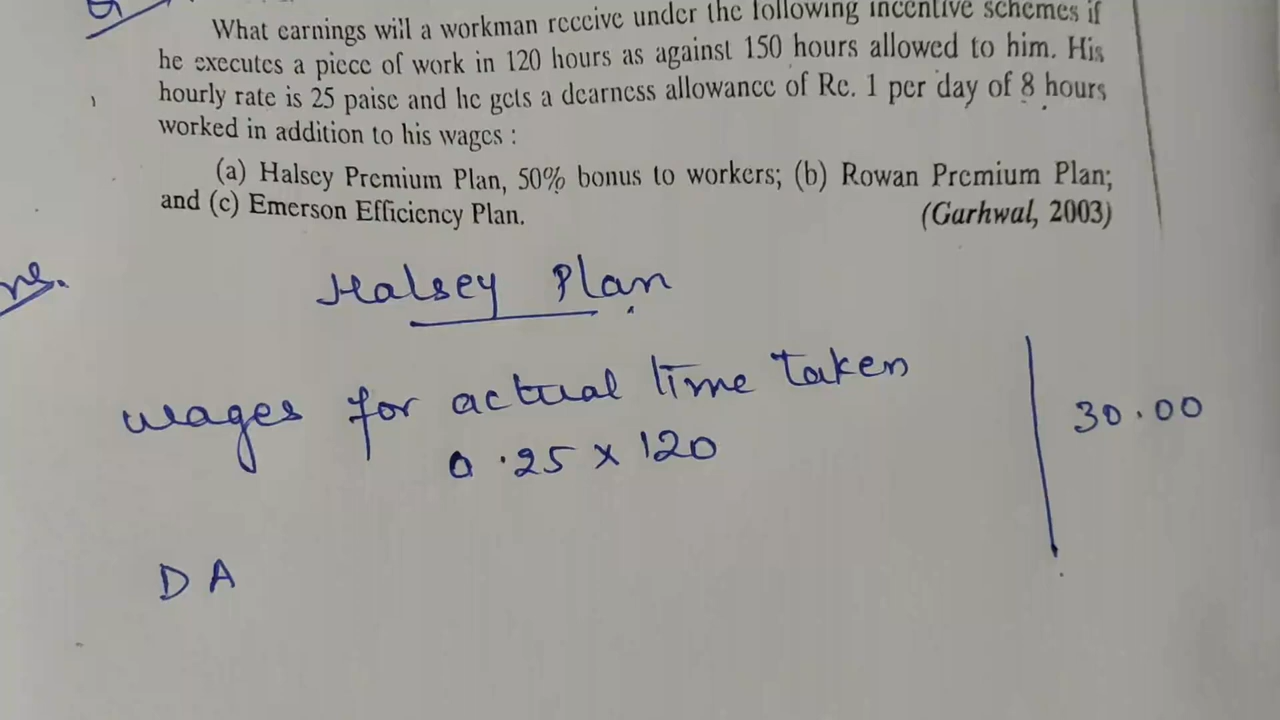 What earnings will a workman receive under the following incentive schemes if
he executes a piece of work in 120 hours as against 150 hours allowed to him. His
hourly rate is 25 paise and he gets a dearness allowance of Re. 1 per day of 8 hours
worked in addition to his wages :
(a) Halsey Premium Plan, 50% bonus to workers; (b) Rowan Premium Plan;
and (c) Emerson Efficiency Plan. (Garhwal, 2003)
Halsey Plan
wages for actual time taken
0.25 x 120 30.00
DA